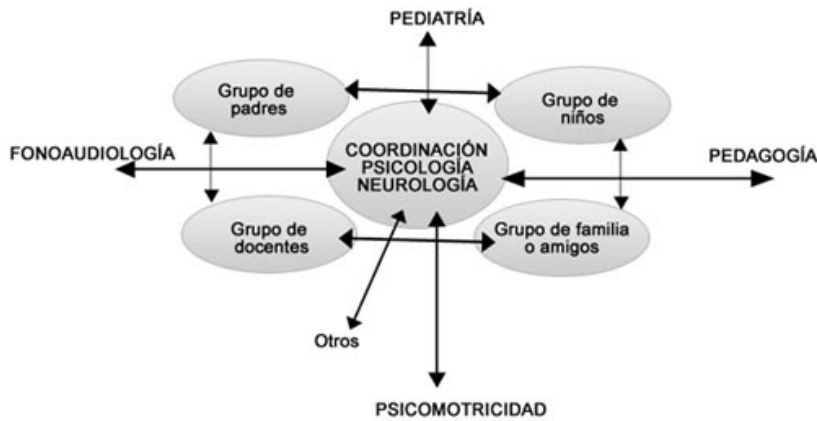 PEDIATRÍA
Grupo de
padres
Grupo de
niños
FONOAUDIOLOGÍA
COORDINACIÓN
PSICOLOGÍA
NEUROLOGÍA
PEDAGOGÍA
Grupo de
docentes
Grupo de familia
o amigos
Otros
PSICOMOTRICIDAD